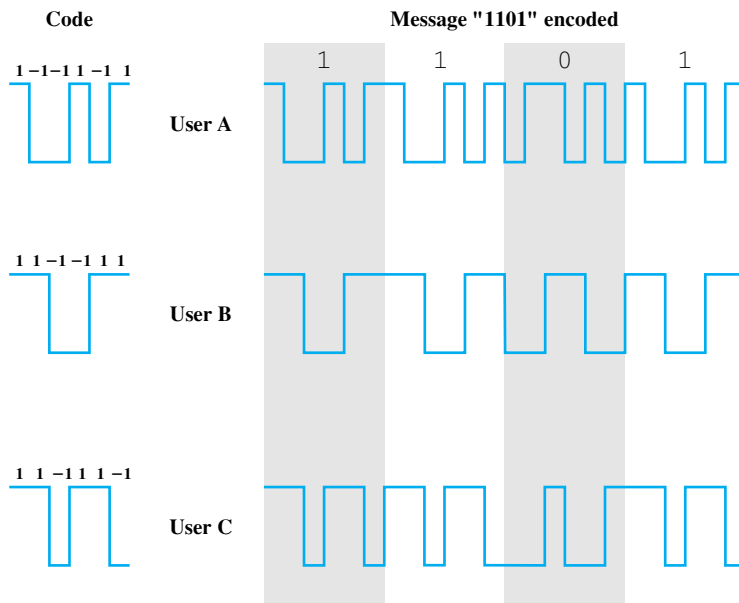 Code
Message "1101" encoded
1 1 0 1
1 −1 −1 1 −1 1
User A
1 1 −1 −1 1 1
User B
1 1 −1 1 1 −1
User C